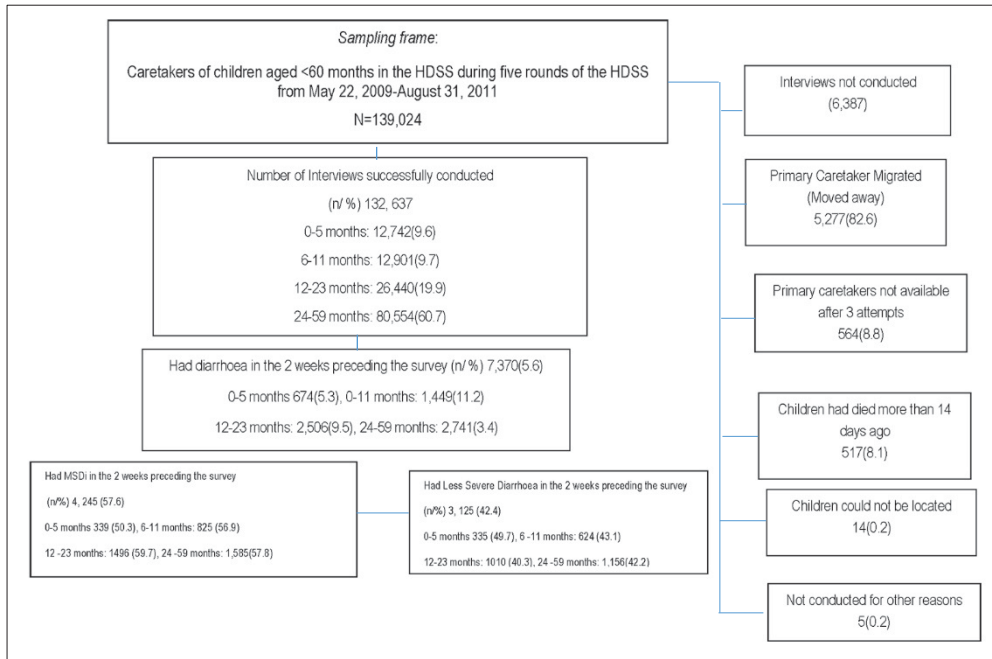 Sampling frame:
Caretakers of children aged <60 months in the HDSS during five rounds of the HDSS
from May 22, 2009-August 31, 2011
N=139,024
Number of Interviews successfully conducted
(n/ %) 132, 637
0-5 months: 12,742(9.6)
6-11 months: 12,901(9.7)
12-23 months: 26,440(19.9)
24-59 months: 80,554(60.7)
Had diarrhoea in the 2 weeks preceding the survey (n/ %) 7,370(5.6)
0-5 months 674(5.3), 0-11 months: 1,449(11.2)
12-23 months: 2,506(9.5), 24-59 months: 2,741(3.4)
Had MSDi in the 2 weeks preceding the survey
(n/%) 4, 245 (57.6)
0-5 months 339 (50.3), 6-11 months: 825 (56.9)
12 -23 months: 1496 (59.7), 24 -59 months: 1,585(57.8)
Had Less Severe Diarrhoea in the 2 weeks preceding the survey
(n/%) 3, 125 (42.4)
0-5 months: 335 (49.7), 6 -11 months: 624 (43.1)
12-23 months: 1010 (40.3), 24 -59 months: 1,156(42.2)
Interviews not conducted
(6,387)
Primary Caretaker Migrated
(Moved away)
5,277(82.6)
Primary caretakers not available
after 3 attempts
564(8.8)
Children had died more than 14
days ago
517(8.1)
Children could not be located
14(0.2)
Not conducted for other reasons
5(0.2)